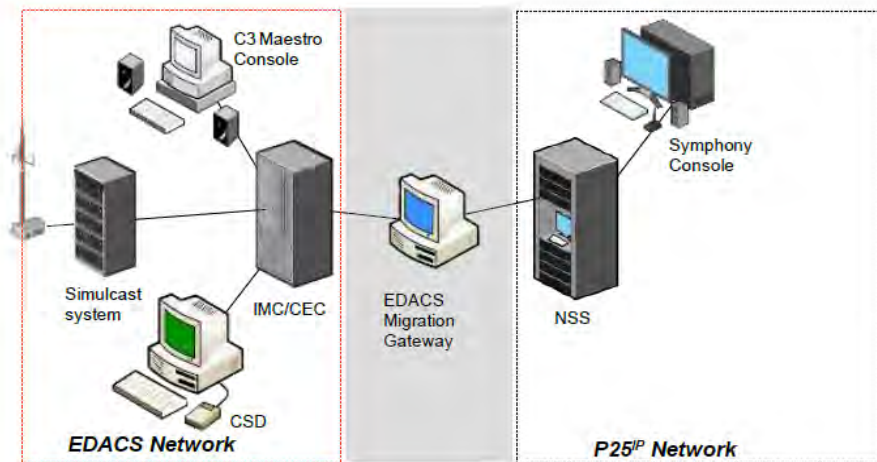 C3 Maestro
Console
Simulcast
system
IMC/CEC
CSD
EDACS Network
EDACS
Migration
Gateway
Symphony
Console
NSS
P25ᴵᴾ Network